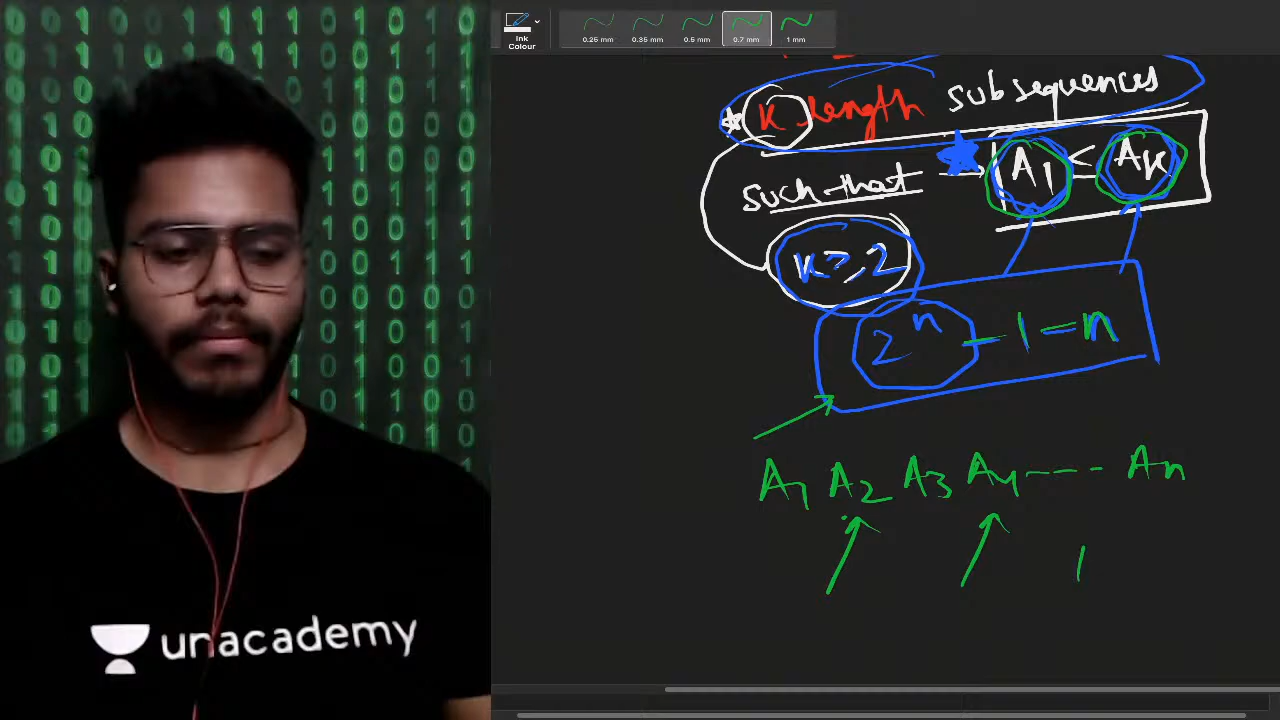 Ink
Colour
0.25 mm
0.35 mm
0.5 mm
0.7 mm
1 mm
K length subsequences
such that → A1 ≤ AK
K ≥ 2
2^n - 1 - n
A1 A2 A3 A4 --- An
unacademy